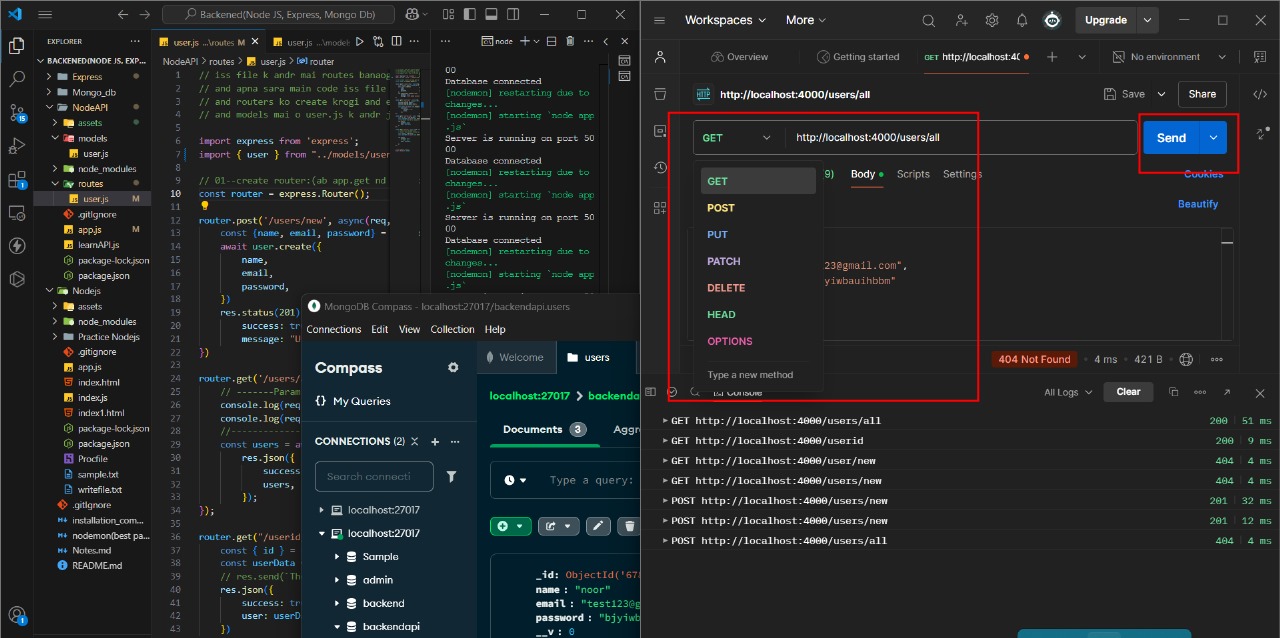 Backened(Node JS, Express, Mongo Db)
EXPLORER
BACKENED(NODE JS, EXP...
Express
Mongo_db
NodeAPI
assets
models
user.js
node_modules
routes
user.js M
.gitIgnore
app.js M
learnAPI.js
package-lock.json
package.json
Nodejs
assets
node_modules
Practice Nodejs
.gitIgnore
app.js
index.html
index.js
index1.html
package-lock.json
package.json
Procfile
sample.txt
writefile.txt
.gitIgnore
installation_com...
nodemon(best pa...
Notes.md
README.md
15
1
1
user.js ...\routes M
user.js ...\models
NodeAPI > routes > user.js > router
1 // iss file k andr mai routes banaog
2 // and apna sara main code iss file
3 // and routers ko create krogi and e
4 // and models mai o user.js k andr j
5
6 import express from 'express';
7 import { user } from "../models/user
8
9 // 01--create router:(ab app.get nd
10 const router = express.Router();
11
12 router.post('/users/new', async(req,
13 const {name, email, password} =
14 await user.create({
15 name,
16 email,
17 password,
18 })
19 res.status(201)
20 success: tr
21 message: "U
22 })
23
24 router.get('/users/
25 // -------Param
26 console.log(req
27 console.log(req
28 //-------------
29 const users = a
30 res.json({
31 success
32 users,
33 });
34 });
35
36 router.get("/userid
37 const { id } =
38 const userData
39 // res.send(`Th
40 res.json({
41 success: tr
42 user: userD
43 })
node
00
Database connected
[nodemon] restarting due to
changes...
[nodemon] starting `node app
.js`
Server is running on port 50
00
Database connected
[nodemon] restarting due to
changes...
[nodemon] starting `node app
.js`
Server is running on port 50
00
Database connected
[nodemon] restarting due to
changes...
[nodemon] starting `node app
.js`
MongoDB Compass - localhost:27017/backendapi.users
Connections Edit View Collection Help
Compass
My Queries
CONNECTIONS (2)
Search connecti
localhost:27017
localhost:27017
Sample
admin
backend
backendapi
Welcome
users
localhost:27017 > backenda
Documents 3 Aggre
Type a query:
_id: ObjectId('678
name : "noor"
email : "test123@g
password : "bjyiwb
__v : 0
Workspaces
More
Upgrade
Overview
Getting started
GET http://localhost:40
No environment
HTTP
http://localhost:4000/users/all
Save
Share
GET
http://localhost:4000/users/all
Send
9) Body Scripts Settings
Cookies
Beautify
GET
POST
PUT
PATCH
DELETE
HEAD
OPTIONS
Type a new method
23@gmail.com",
yiwbauihbbm"
404 Not Found
4 ms
421 B
Console
All Logs
Clear
GET http://localhost:4000/users/all 200 51 ms
GET http://localhost:4000/userid 200 9 ms
GET http://localhost:4000/user/new 404 4 ms
GET http://localhost:4000/users/new 404 4 ms
POST http://localhost:4000/users/new 201 32 ms
POST http://localhost:4000/users/new 201 12 ms
POST http://localhost:4000/users/all 404 4 ms